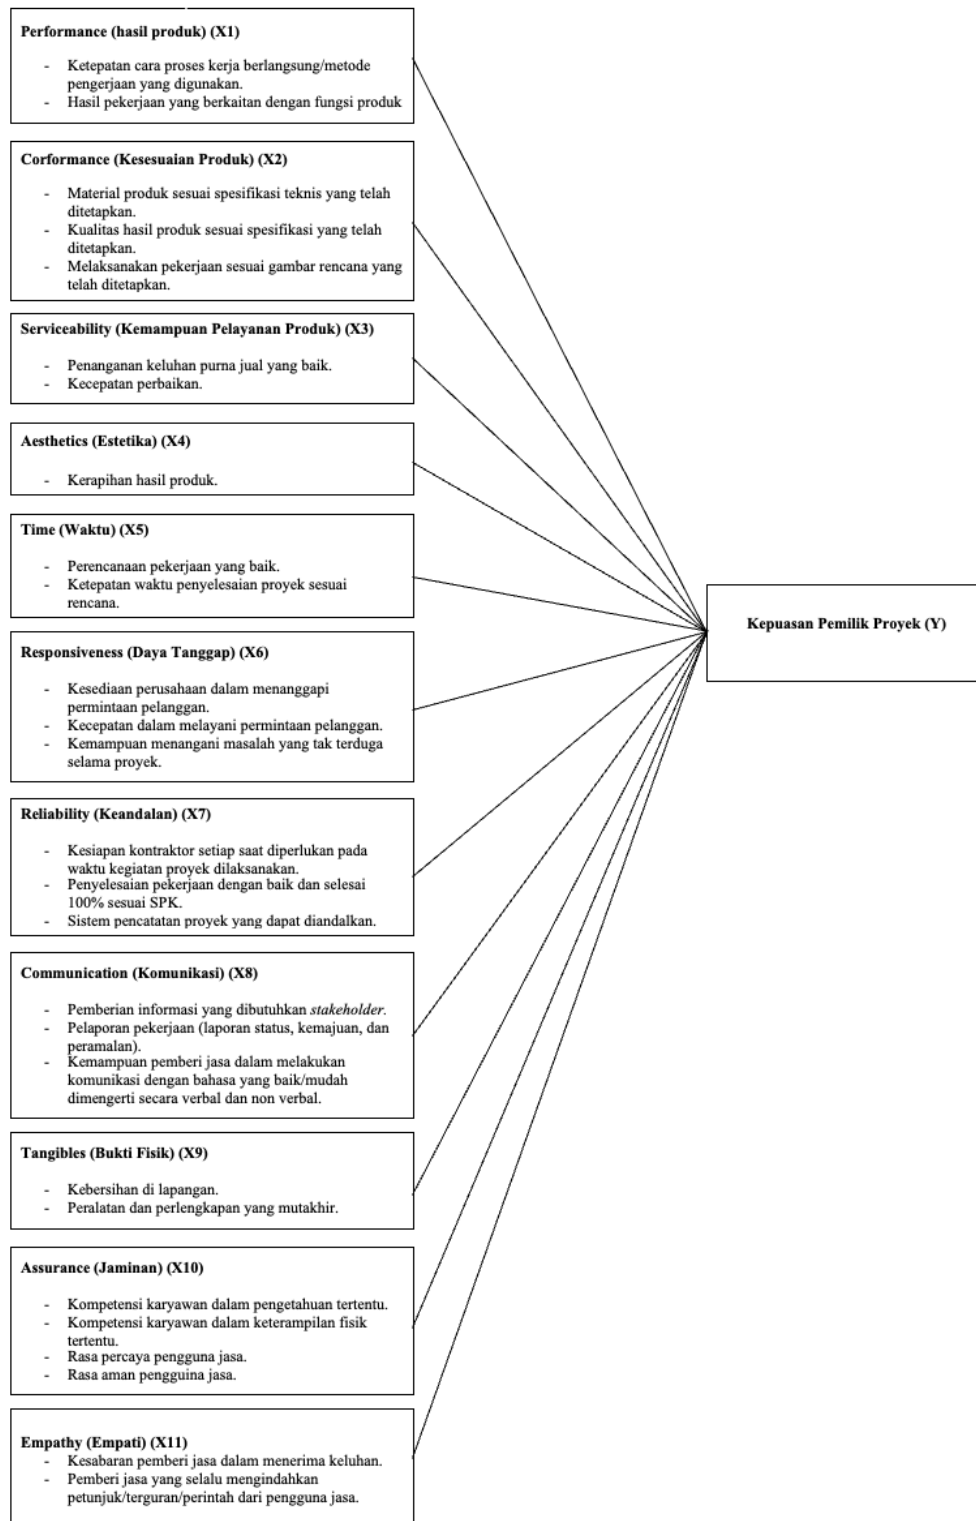 Performance (hasil produk) (X1)
- Ketepatan cara proses kerja berlangsung/metode
pengerjaan yang digunakan.
- Hasil pekerjaan yang berkaitan dengan fungsi produk
Corformance (Kesesuaian Produk) (X2)
- Material produk sesuai spesifikasi teknis yang telah
ditetapkan.
- Kualitas hasil produk sesuai spesifikasi yang telah
ditetapkan.
- Melaksanakan pekerjaan sesuai gambar rencana yang
telah ditetapkan.
Serviceability (Kemampuan Pelayanan Produk) (X3)
- Penanganan keluhan purna jual yang baik.
- Kecepatan perbaikan.
Aesthetics (Estetika) (X4)
- Kerapihan hasil produk.
Time (Waktu) (X5)
- Perencanaan pekerjaan yang baik.
- Ketepatan waktu penyelesaian proyek sesuai
rencana.
Kepuasan Pemilik Proyek (Y)
Responsiveness (Daya Tanggap) (X6)
- Kesediaan perusahaan dalam menanggapi
permintaan pelanggan.
- Kecepatan dalam melayani permintaan pelanggan.
- Kemampuan menangani masalah yang tak terduga
selama proyek.
Reliability (Keandalan) (X7)
- Kesiapan kontraktor setiap saat diperlukan pada
waktu kegiatan proyek dilaksanakan.
- Penyelesaian pekerjaan dengan baik dan selesai
100% sesuai SPK.
- Sistem pencatatan proyek yang dapat diandalkan.
Communication (Komunikasi) (X8)
- Pemberian informasi yang dibutuhkan stakeholder.
- Pelaporan pekerjaan (laporan status, kemajuan, dan
peramalan).
- Kemampuan pemberi jasa dalam melakukan
komunikasi dengan bahasa yang baik/mudah
dimengerti secara verbal dan non verbal.
Tangibles (Bukti Fisik) (X9)
- Kebersihan di lapangan.
- Peralatan dan perlengkapan yang mutakhir.
Assurance (Jaminan) (X10)
- Kompetensi karyawan dalam pengetahuan tertentu.
- Kompetensi karyawan dalam keterampilan fisik
tertentu.
- Rasa percaya pengguna jasa.
- Rasa aman pengguina jasa.
Empathy (Empati) (X11)
- Kesabaran pemberi jasa dalam menerima keluhan.
- Pemberi jasa yang selalu mengindahkan
petunjuk/terguran/perintah dari pengguna jasa.